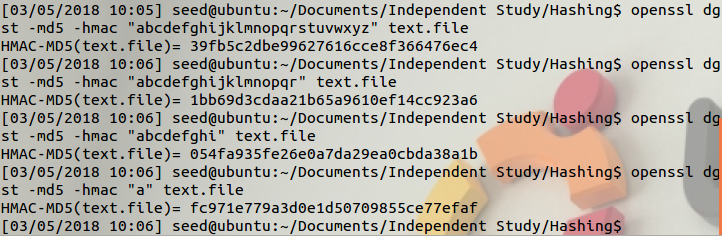 [03/05/2018 10:05] seed@ubuntu:~/Documents/Independent Study/Hashing$ openssl dg
st -md5 -hmac "abcdefghijklmnopqrstuvwxyz" text.file
HMAC-MD5(text.file)= 39fb5c2dbe99627616cce8f366476ec4
[03/05/2018 10:06] seed@ubuntu:~/Documents/Independent Study/Hashing$ openssl dg
st -md5 -hmac "abcdefghijklmnopqr" text.file
HMAC-MD5(text.file)= 1bb69d3cdaa21b65a9610ef14cc923a6
[03/05/2018 10:06] seed@ubuntu:~/Documents/Independent Study/Hashing$ openssl dg
st -md5 -hmac "abcdefghi" text.file
HMAC-MD5(text.file)= 054fa935fe26e0a7da29ea0cbda38a1b
[03/05/2018 10:06] seed@ubuntu:~/Documents/Independent Study/Hashing$ openssl dg
st -md5 -hmac "a" text.file
HMAC-MD5(text.file)= fc971e779a3d0e1d50709855ce77efaf
[03/05/2018 10:06] seed@ubuntu:~/Documents/Independent Study/Hashing$